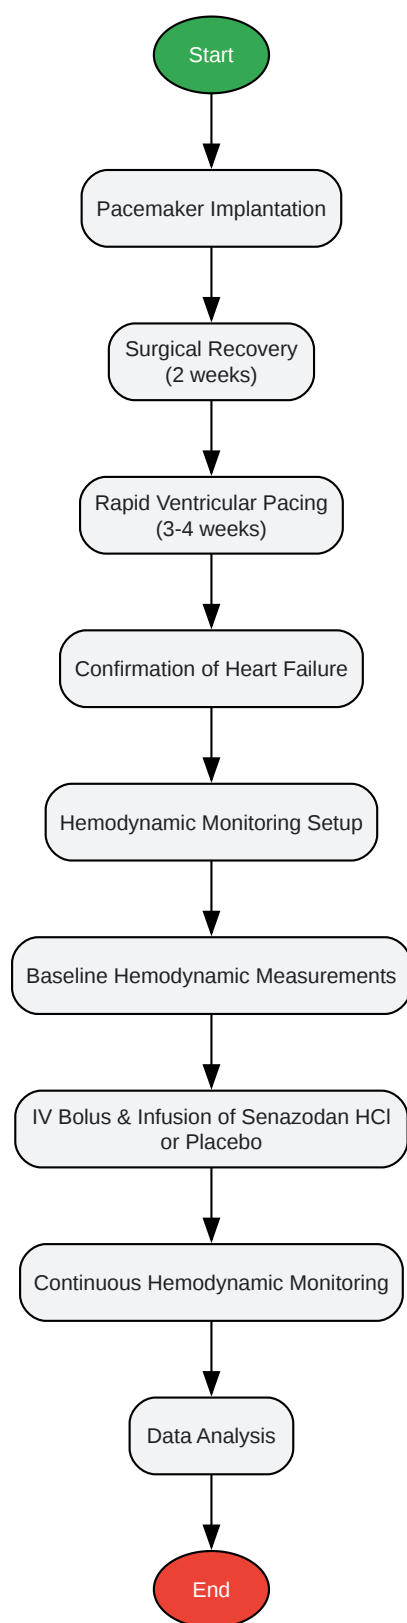 Start
Pacemaker Implantation
Surgical Recovery
(2 weeks)
Rapid Ventricular Pacing
(3-4 weeks)
Confirmation of Heart Failure
Hemodynamic Monitoring Setup
Baseline Hemodynamic Measurements
IV Bolus & Infusion of Senazodan HCl
or Placebo
Continuous Hemodynamic Monitoring
Data Analysis
End